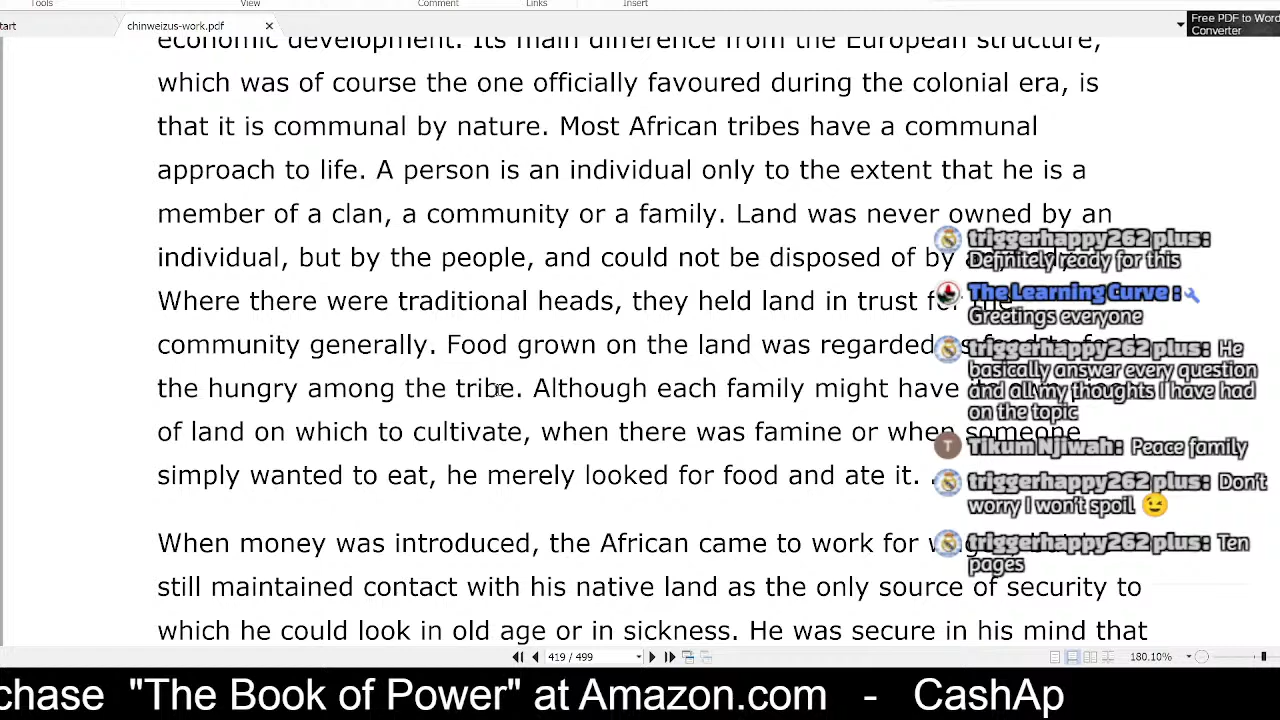 Tools View Comment Links Insert
tart chinweizus-work.pdf Free PDF to Word
Converter
economic development. Its main difference from the European structure,
which was of course the one officially favoured during the colonial era, is
that it is communal by nature. Most African tribes have a communal
approach to life. A person is an individual only to the extent that he is a
member of a clan, a community or a family. Land was never owned by an
individual, but by the people, and could not be disposed of by
Where there were traditional heads, they held land in trust for the
community generally. Food grown on the land was regarded
the hungry among the tribe. Although each family might have
of land on which to cultivate, when there was famine or when someone
simply wanted to eat, he merely looked for food and ate it. .
When money was introduced, the African came to work for
still maintained contact with his native land as the only source of security to
which he could look in old age or in sickness. He was secure in his mind that
triggerhappy262 plus:
Definitely ready for this
The Learning Curve :
Greetings everyone
triggerhappy262 plus: He
basically answer every question
and all my thoughts I have had
on the topic
T Tikum Njiwah: Peace family
triggerhappy262 plus: Don't
worry I won't spoil 😉
triggerhappy262 plus: Ten
pages
419 / 499 180.10%
chase "The Book of Power" at Amazon.com - CashAp